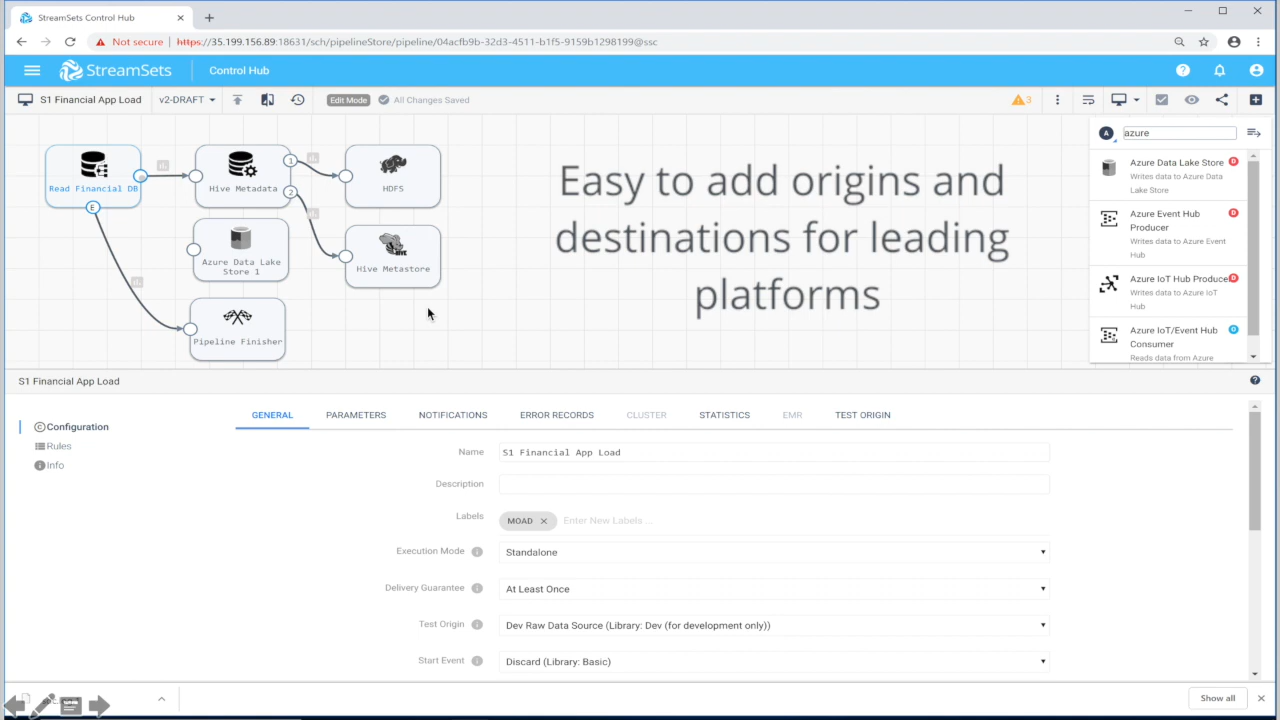 StreamSets Control Hub
Not secure
https://35.199.156.89:18631/sch/pipelineStore/pipeline/04acfb9b-32d3-4511-b1f5-9159b1298199@ssc
StreamSets
Control Hub
S1 Financial App Load
v2-DRAFT
Edit Mode
All Changes Saved
3
A
azure
Read Financial DB
E
Hive Metadata
1
2
HDFS
Azure Data Lake
Store 1
Hive Metastore
Pipeline Finisher
Easy to add origins and
destinations for leading
platforms
Azure Data Lake Store
D
Writes data to Azure Data
Lake Store
Azure Event Hub
D
Producer
Writes data to Azure Event
Hub
Azure IoT Hub Produce
D
Writes data to Azure IoT
Hub
Azure IoT/Event Hub
O
Consumer
Reads data from Azure
S1 Financial App Load
Configuration
Rules
Info
GENERAL
PARAMETERS
NOTIFICATIONS
ERROR RECORDS
CLUSTER
STATISTICS
EMR
TEST ORIGIN
Name
S1 Financial App Load
Description
Labels
MOAD
Enter New Labels ...
Execution Mode
Standalone
Delivery Guarantee
At Least Once
Test Origin
Dev Raw Data Source (Library: Dev (for development only))
Start Event
Discard (Library: Basic)
Show all